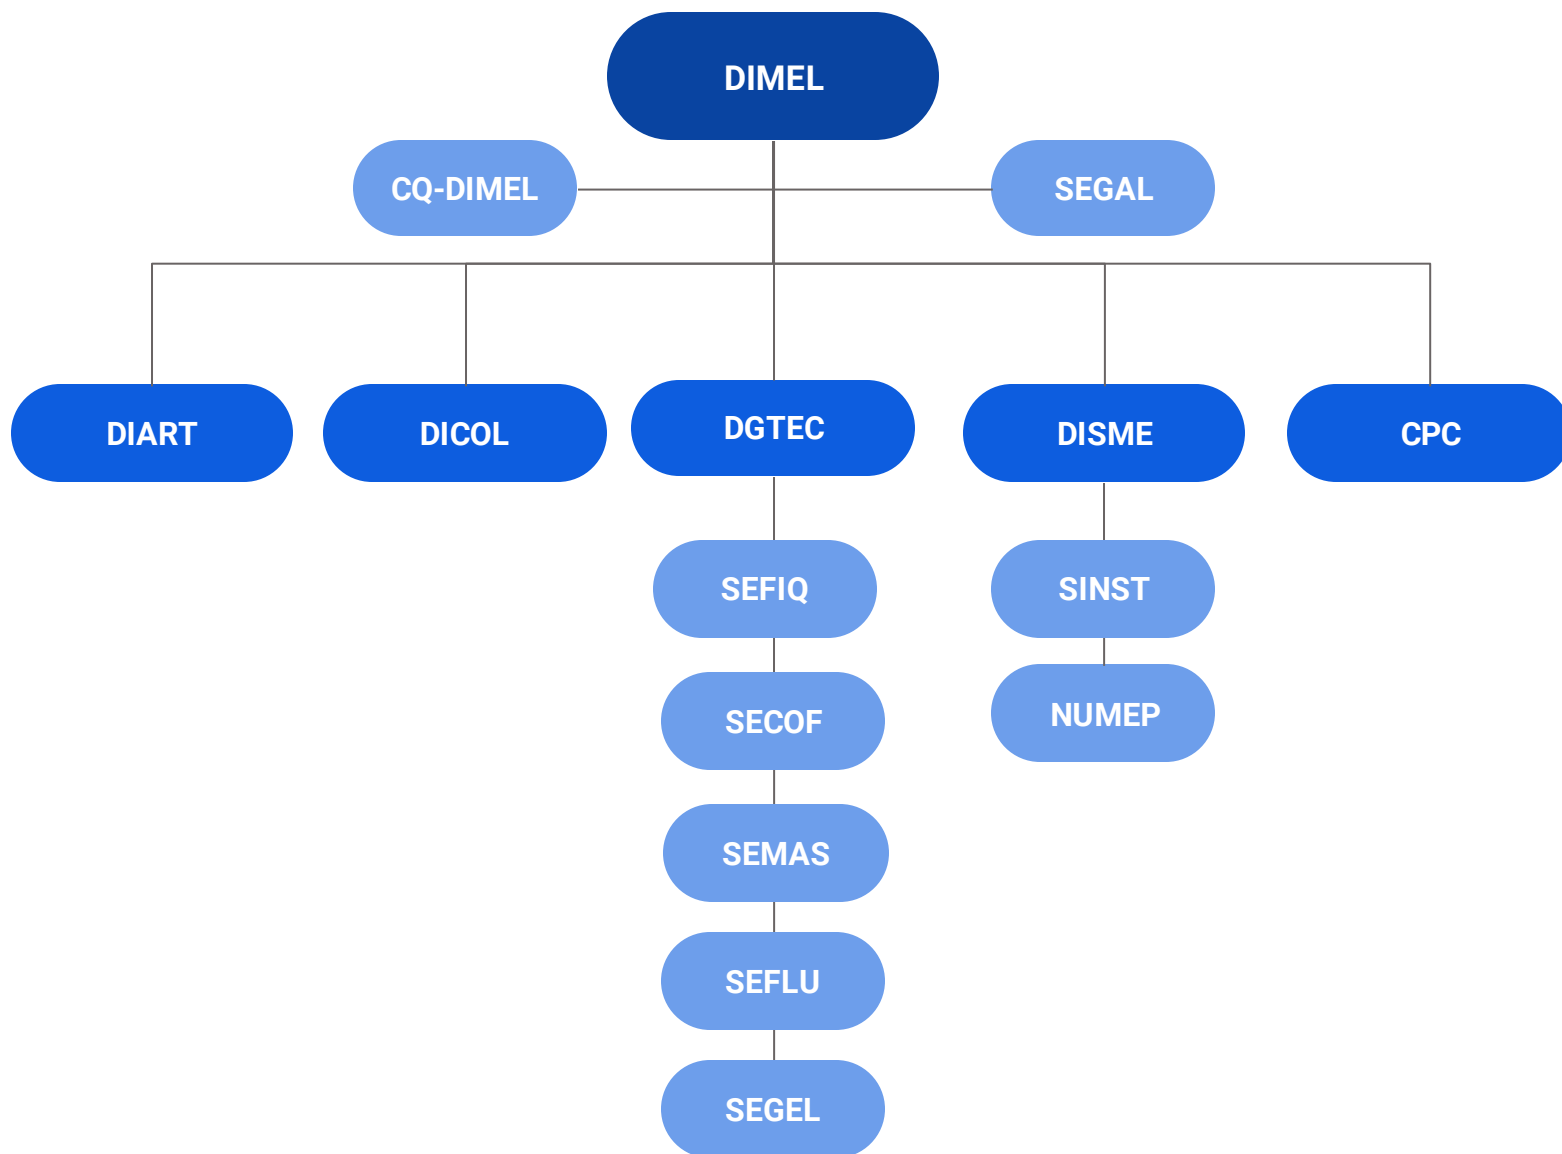 DIMEL
CQ-DIMEL
SEGAL
DIART
DICOL
DGTEC
DISME
CPC
SEFIQ
SINST
SECOF
NUMEP
SEMAS
SEFLU
SEGEL